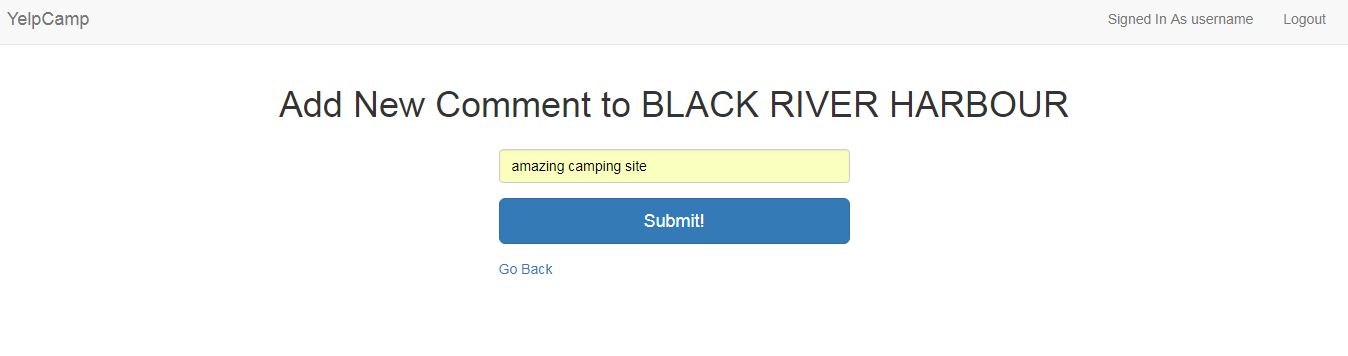 YelpCamp
Signed In As username
Logout
Add New Comment to BLACK RIVER HARBOUR
amazing camping site
Submit!
Go Back